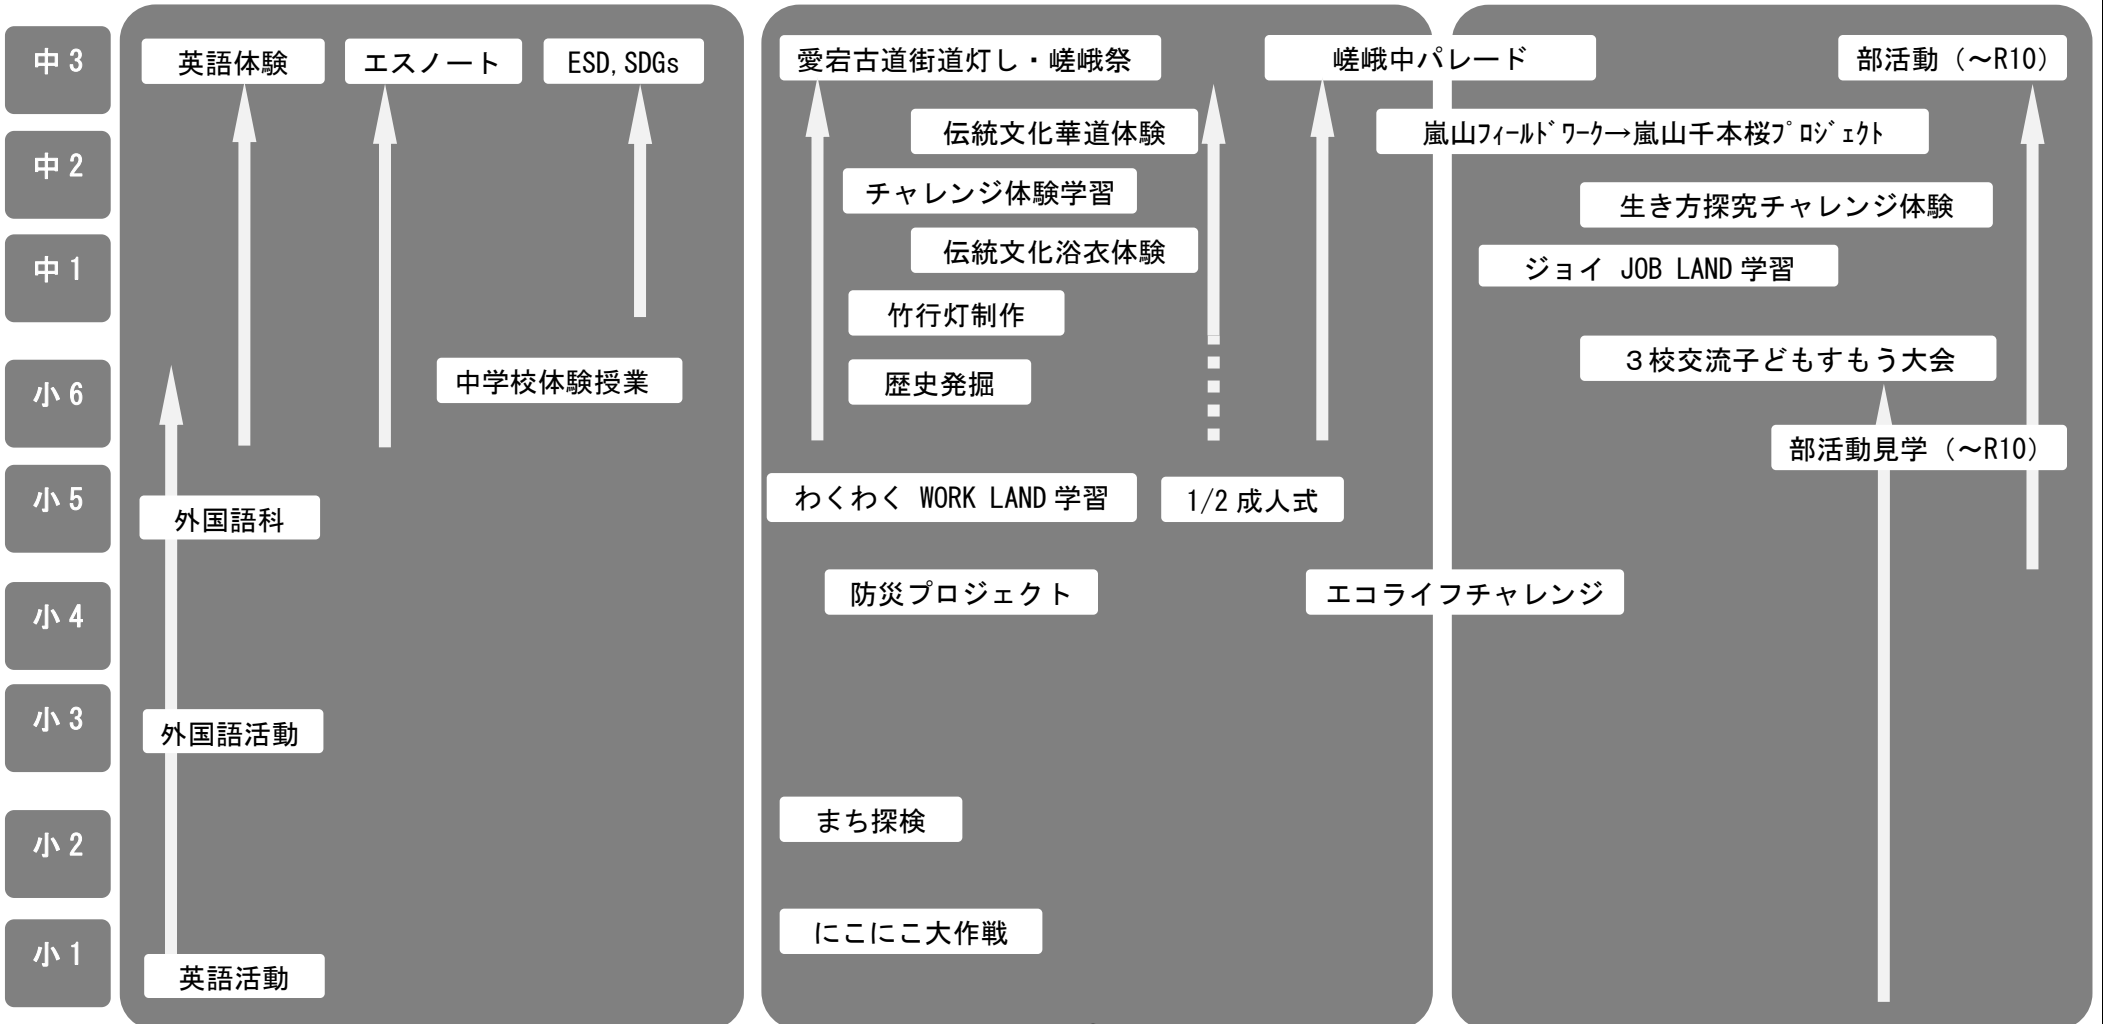 中3
英語体験
エスノート
ESD,SDGs
愛宕古道街道灯し・嵯峨祭
嵯峨中パレード
部活動（～R10）
伝統文化華道体験
嵐山フィールドワーク→嵐山千本桜プロジェクト
中2
チャレンジ体験学習
生き方探究チャレンジ体験
伝統文化浴衣体験
中1
ジョイ JOB LAND 学習
竹行灯制作
3校交流子どもすもう大会
小6
中学校体験授業
歴史発掘
部活動見学（～R10）
小5
外国語科
わくわく WORK LAND 学習
1/2 成人式
防災プロジェクト
エコライフチャレンジ
小4
小3
外国語活動
まち探検
小2
にこにこ大作戦
小1
英語活動